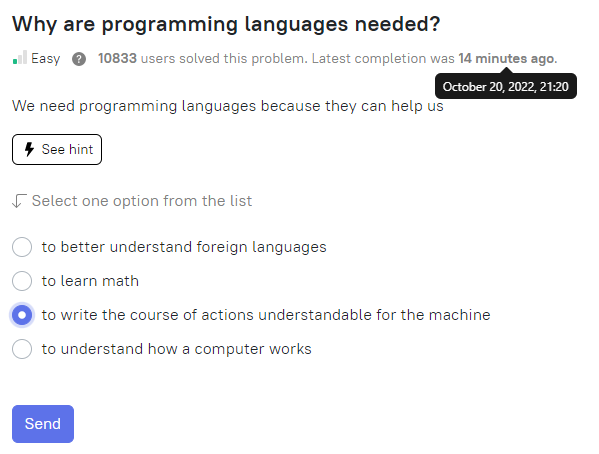 Why are programming languages needed?
Easy ? 10833 users solved this problem. Latest completion was 14 minutes ago.
October 20, 2022, 21:20
We need programming languages because they can help us
See hint
Select one option from the list
to better understand foreign languages
to learn math
to write the course of actions understandable for the machine
to understand how a computer works
Send